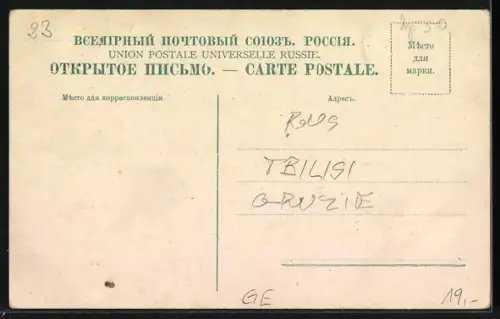 23
ВСЕМІРНЫЙ ПОЧТОВЫЙ СОЮЗЪ. РОССІЯ.
UNION POSTALE UNIVERSELLE RUSSIE.
ОТКРЫТОЕ ПИСЬМО. — CARTE POSTALE.
Мѣсто
для
марки.
Мѣсто для корреспонденціи.
Адресъ.
RUS
TBILISI
GRUZIE
GE
19,-